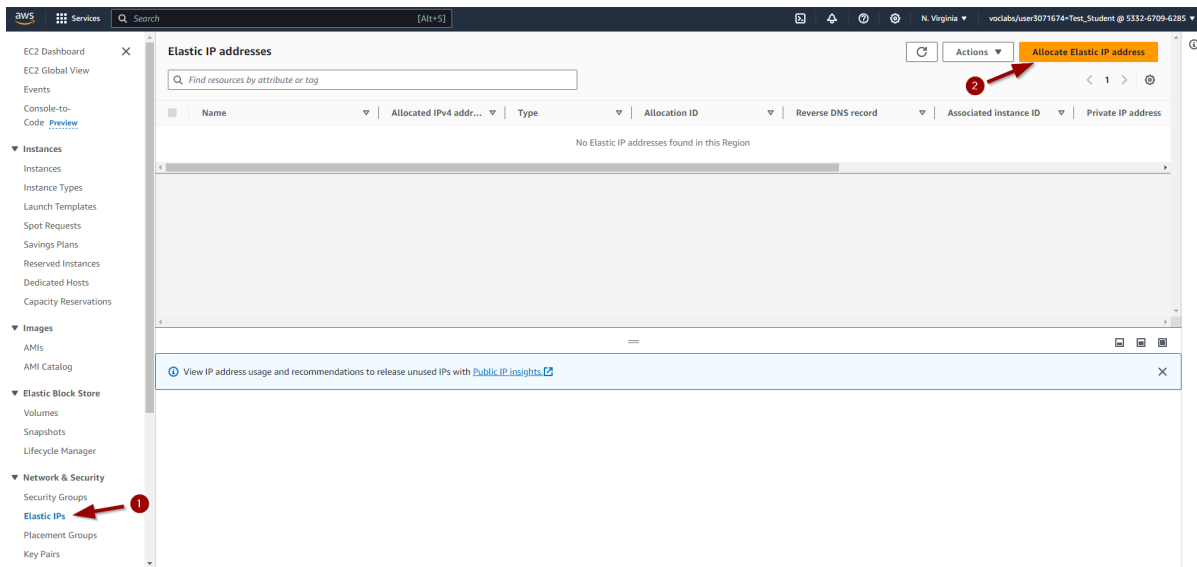 aws Services Search [Alt+S] N. Virginia voclabs/user3071674=Test_Student @ 5332-6709-6285
EC2 Dashboard
EC2 Global View
Events
Console-to-
Code Preview
Instances
Instances
Instance Types
Launch Templates
Spot Requests
Savings Plans
Reserved Instances
Dedicated Hosts
Capacity Reservations
Images
AMIs
AMI Catalog
Elastic Block Store
Volumes
Snapshots
Lifecycle Manager
Network & Security
Security Groups
Elastic IPs
1
Placement Groups
Key Pairs
Elastic IP addresses
Actions
Allocate Elastic IP address
2
Find resources by attribute or tag
1
Name Allocated IPv4 addr... Type Allocation ID Reverse DNS record Associated instance ID Private IP address
No Elastic IP addresses found in this Region
View IP address usage and recommendations to release unused IPs with Public IP insights.